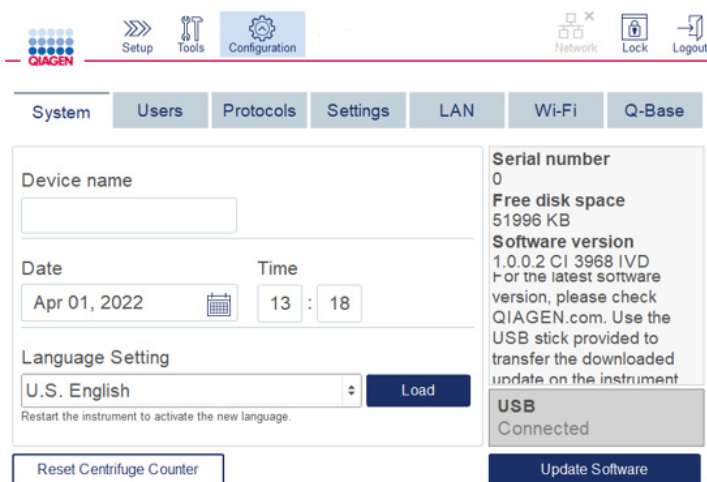 QIAGEN
Setup
Tools
Configuration
Network
Lock
Logout
System
Users
Protocols
Settings
LAN
Wi-Fi
Q-Base
Device name
Date
Time
Apr 01, 2022
13 : 18
Language Setting
U.S. English
Load
Restart the instrument to activate the new language.
Reset Centrifuge Counter
Serial number
0
Free disk space
51996 KB
Software version
1.0.0.2 CI 3968 IVD
For the latest software
version, please check
QIAGEN.com. Use the
USB stick provided to
transfer the downloaded
update on the instrument
USB
Connected
Update Software